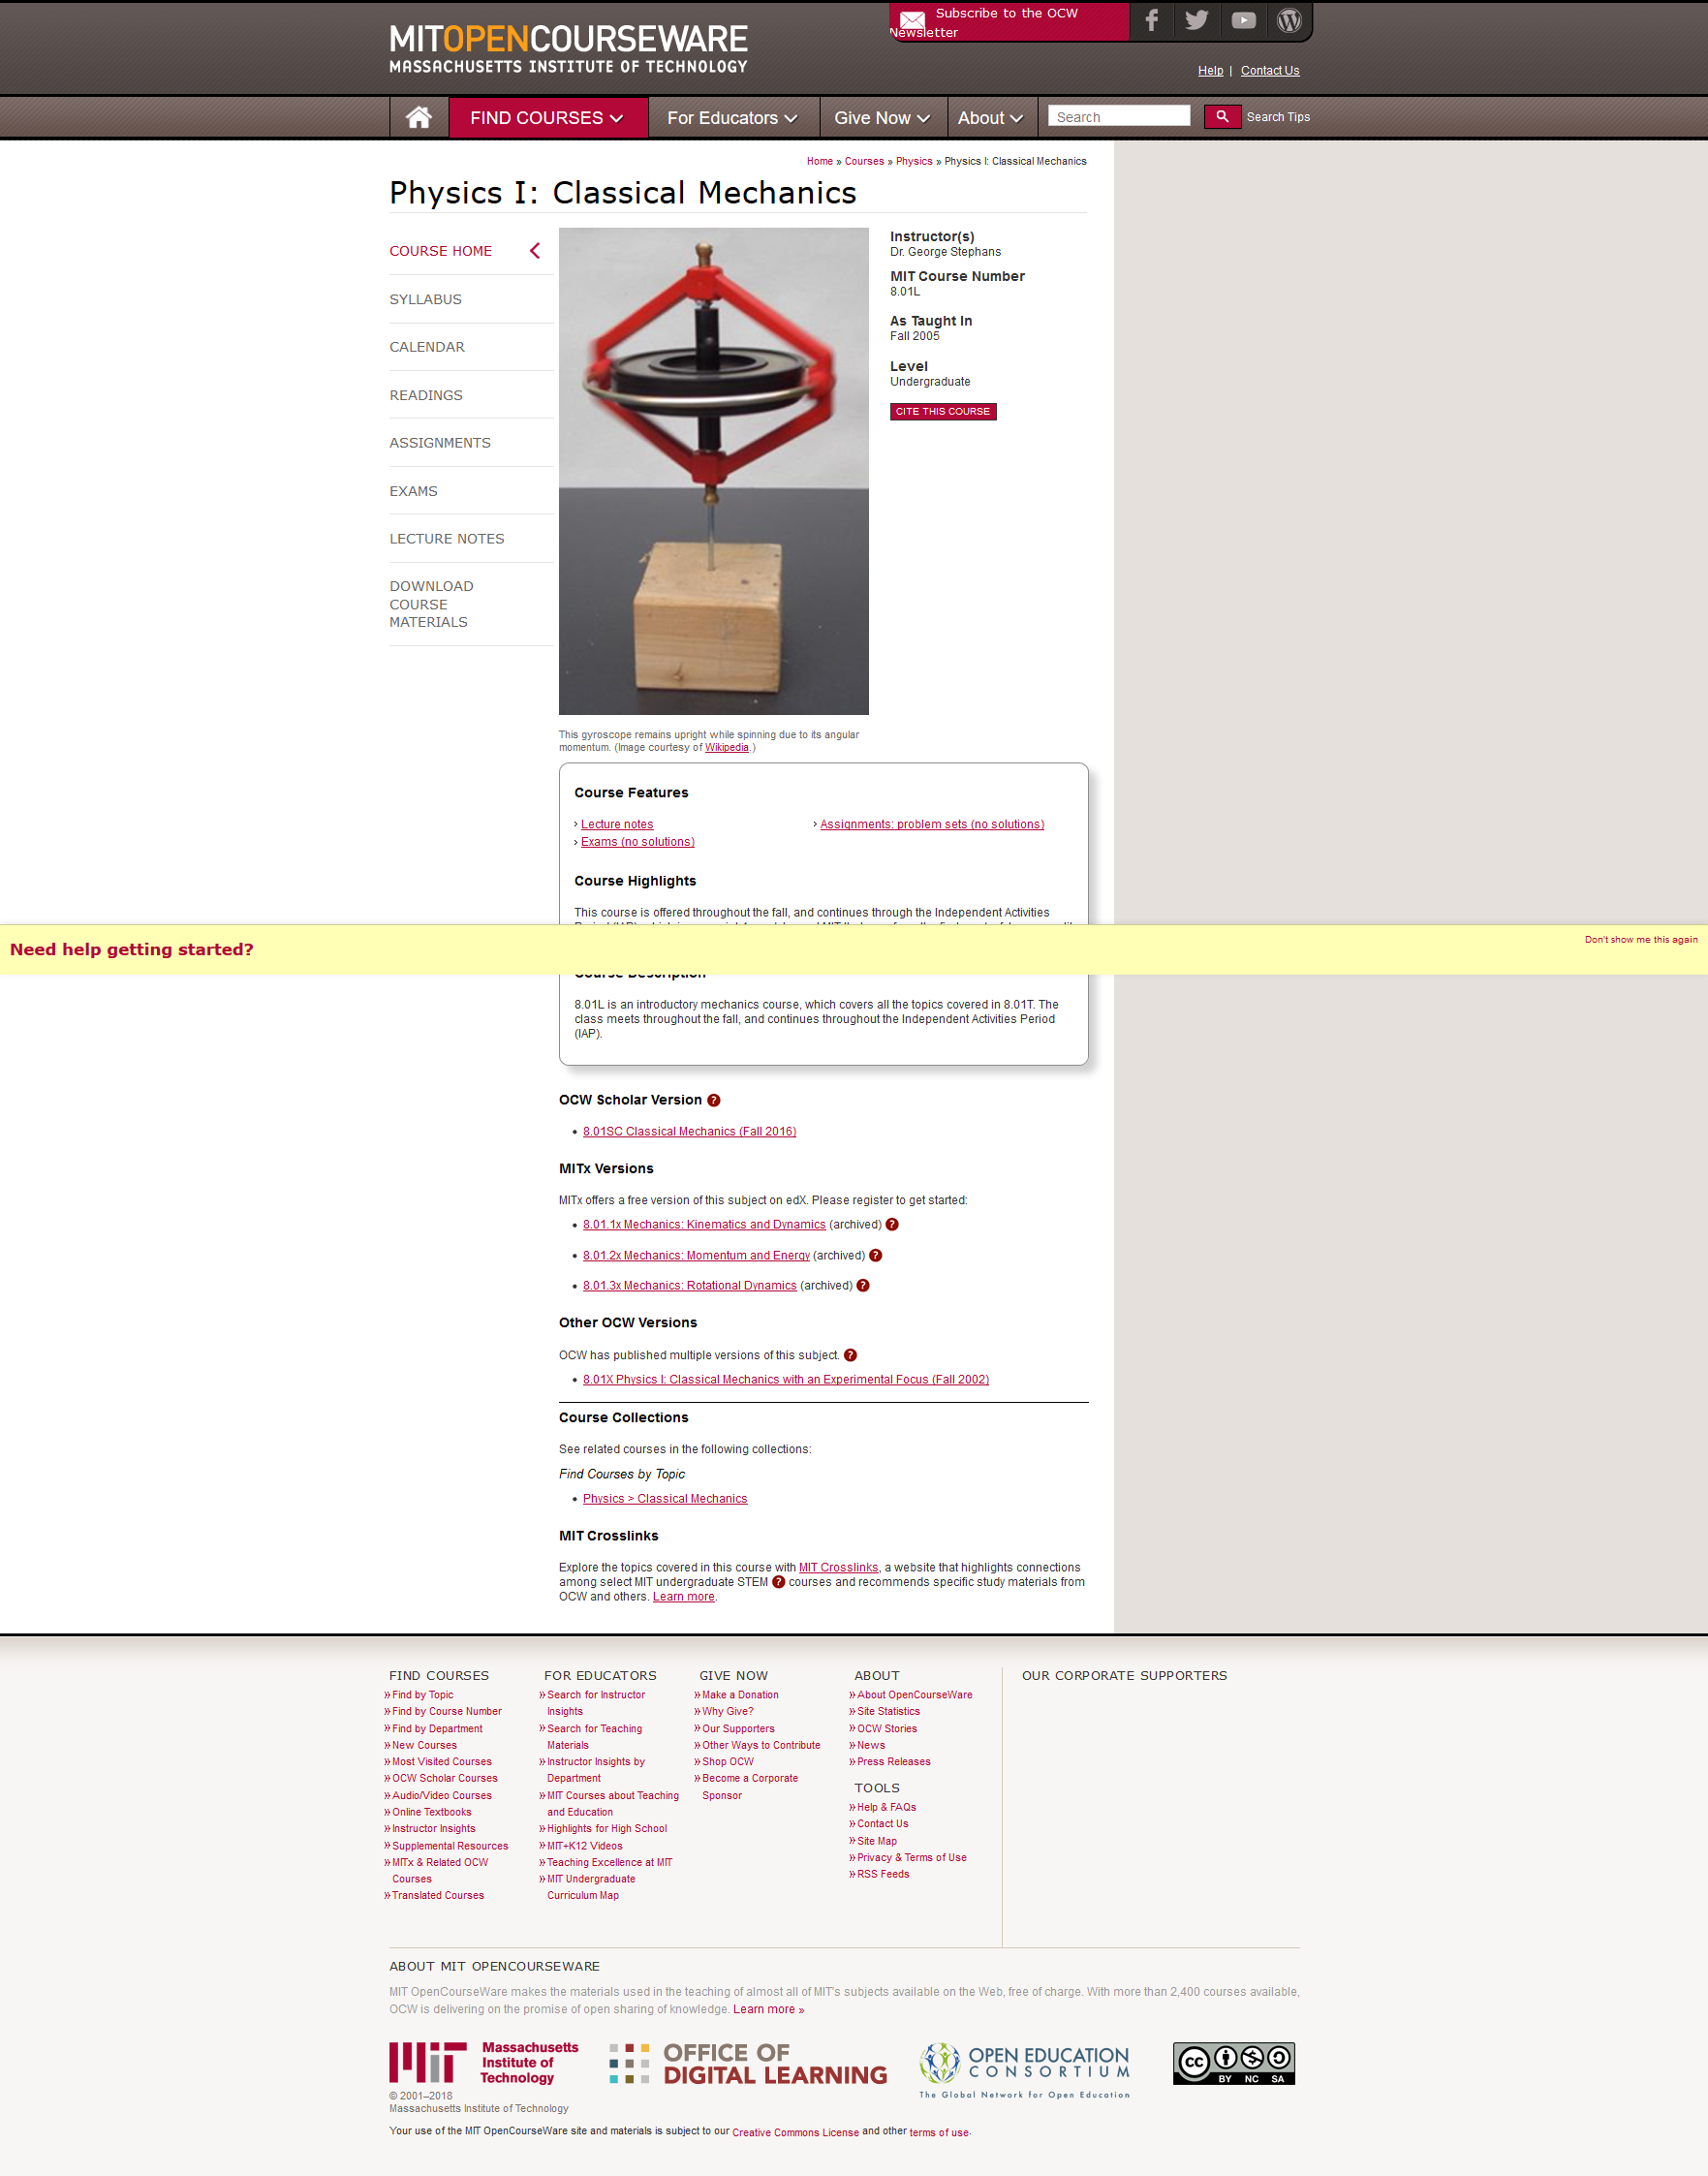 MITOPENCOURSEWARE
MASSACHUSETTS INSTITUTE OF TECHNOLOGY
Subscribe to the OCW
Newsletter
Help | Contact Us
FIND COURSES
For Educators
Give Now
About
Search
Search Tips
Home » Courses » Physics » Physics I: Classical Mechanics
Physics I: Classical Mechanics
COURSE HOME
SYLLABUS
CALENDAR
READINGS
ASSIGNMENTS
EXAMS
LECTURE NOTES
DOWNLOAD
COURSE
MATERIALS
Instructor(s)
Dr. George Stephans
MIT Course Number
8.01L
As Taught In
Fall 2005
Level
Undergraduate
CITE THIS COURSE
This gyroscope remains upright while spinning due to its angular
momentum. (Image courtesy of Wikipedia.)
Course Features
› Lecture notes
› Assignments: problem sets (no solutions)
› Exams (no solutions)
Course Highlights
This course is offered throughout the fall, and continues through the Independent Activities
Need help getting started?
Don't show me this again
Course Description
8.01L is an introductory mechanics course, which covers all the topics covered in 8.01T. The
class meets throughout the fall, and continues throughout the Independent Activities Period
(IAP).
OCW Scholar Version ?
• 8.01SC Classical Mechanics (Fall 2016)
MITx Versions
MITx offers a free version of this subject on edX. Please register to get started:
• 8.01.1x Mechanics: Kinematics and Dynamics (archived) ?
• 8.01.2x Mechanics: Momentum and Energy (archived) ?
• 8.01.3x Mechanics: Rotational Dynamics (archived) ?
Other OCW Versions
OCW has published multiple versions of this subject. ?
• 8.01X Physics I: Classical Mechanics with an Experimental Focus (Fall 2002)
Course Collections
See related courses in the following collections:
Find Courses by Topic
• Physics > Classical Mechanics
MIT Crosslinks
Explore the topics covered in this course with MIT Crosslinks, a website that highlights connections
among select MIT undergraduate STEM ? courses and recommends specific study materials from
OCW and others. Learn more.
FIND COURSES
» Find by Topic
» Find by Course Number
» Find by Department
» New Courses
» Most Visited Courses
» OCW Scholar Courses
» Audio/Video Courses
» Online Textbooks
» Instructor Insights
» Supplemental Resources
» MITx & Related OCW
Courses
» Translated Courses
FOR EDUCATORS
» Search for Instructor
Insights
» Search for Teaching
Materials
» Instructor Insights by
Department
» MIT Courses about Teaching
and Education
» Highlights for High School
» MIT+K12 Videos
» Teaching Excellence at MIT
» MIT Undergraduate
Curriculum Map
GIVE NOW
» Make a Donation
» Why Give?
» Our Supporters
» Other Ways to Contribute
» Shop OCW
» Become a Corporate
Sponsor
ABOUT
» About OpenCourseWare
» Site Statistics
» OCW Stories
» News
» Press Releases
TOOLS
» Help & FAQs
» Contact Us
» Site Map
» Privacy & Terms of Use
» RSS Feeds
OUR CORPORATE SUPPORTERS
ABOUT MIT OPENCOURSEWARE
MIT OpenCourseWare makes the materials used in the teaching of almost all of MIT's subjects available on the Web, free of charge. With more than 2,400 courses available,
OCW is delivering on the promise of open sharing of knowledge. Learn more »
MIT
Massachusetts
Institute of
Technology
OFFICE OF
DIGITAL LEARNING
OPEN EDUCATION
CONSORTIUM
The Global Network for Open Education
cc BY NC SA
© 2001–2018
Massachusetts Institute of Technology
Your use of the MIT OpenCourseWare site and materials is subject to our Creative Commons License and other terms of use.